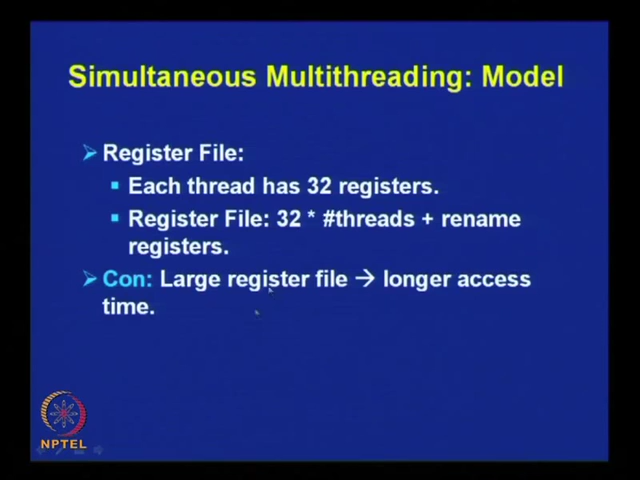 Simultaneous Multithreading: Model
➢ Register File:
▪ Each thread has 32 registers.
▪ Register File: 32 * #threads + rename
registers.
➢ Con: Large register file → longer access
time.
NPTEL